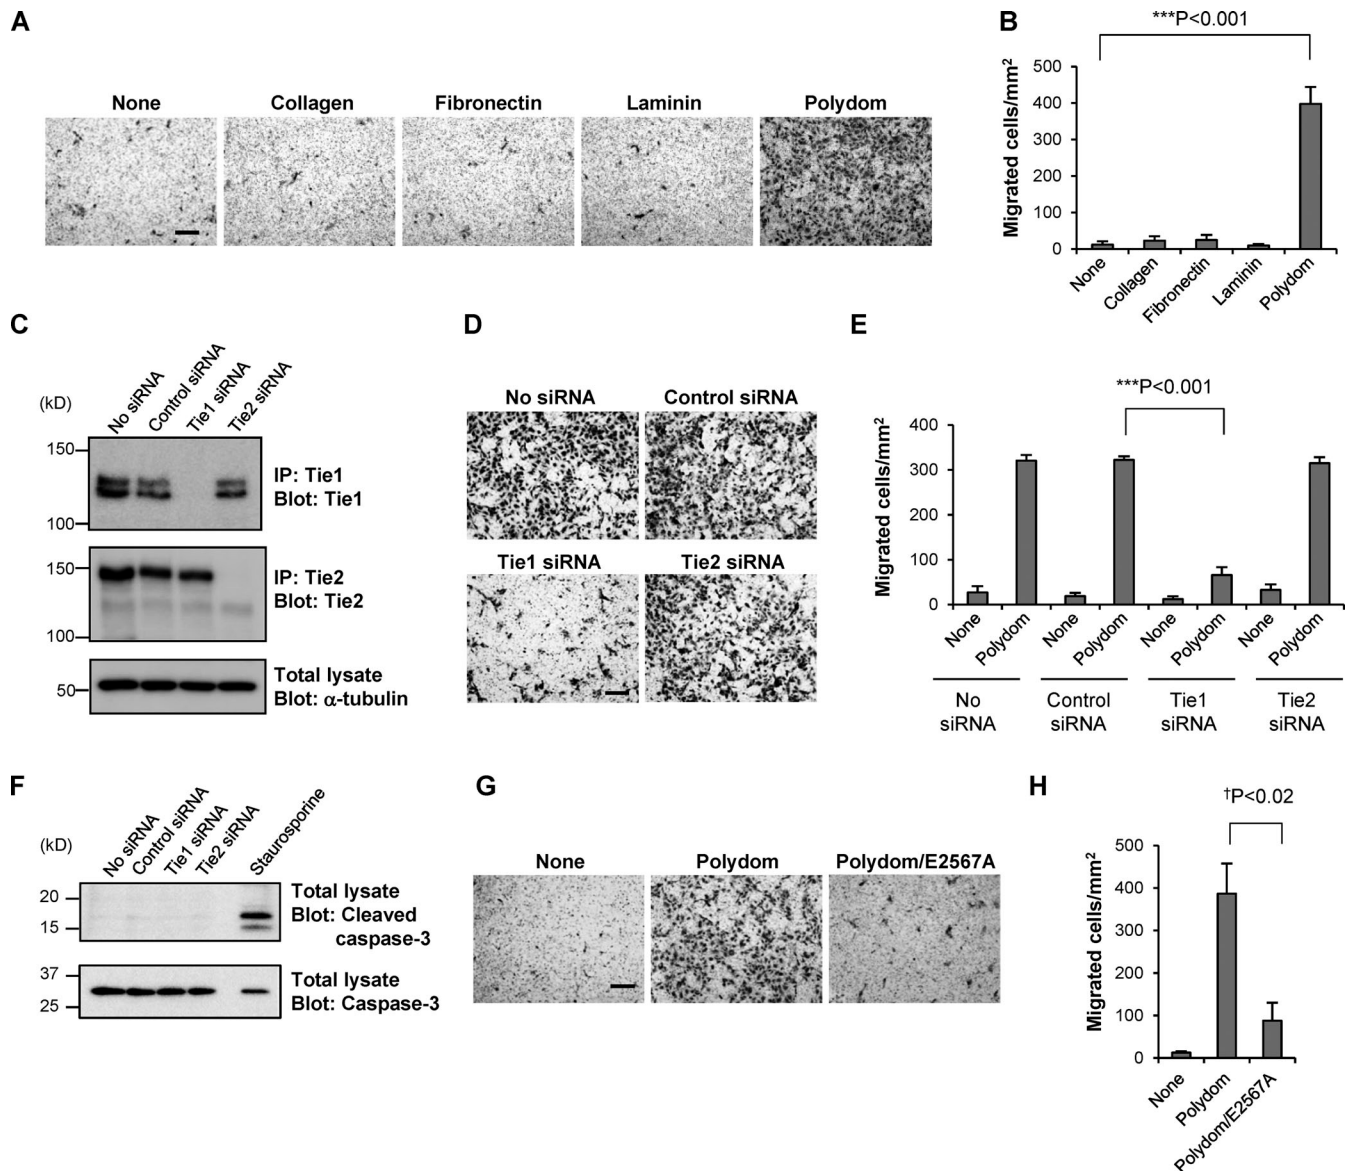 A
None
Collagen
Fibronectin
Laminin
Polydom
B
***P<0.001
Migrated cells/mm²
500
400
300
200
100
0
None
Collagen
Fibronectin
Laminin
Polydom
C
(kD)
No siRNA
Control siRNA
Tie1 siRNA
Tie2 siRNA
150
100
IP: Tie1
Blot: Tie1
150
100
IP: Tie2
Blot: Tie2
50
Total lysate
Blot: α-tubulin
D
No siRNA
Control siRNA
Tie1 siRNA
Tie2 siRNA
E
***P<0.001
Migrated cells/mm²
400
300
200
100
0
None
Polydom
None
Polydom
None
Polydom
None
Polydom
No
siRNA
Control
siRNA
Tie1
siRNA
Tie2
siRNA
F
(kD)
No siRNA
Control siRNA
Tie1 siRNA
Tie2 siRNA
Staurosporine
20
15
Total lysate
Blot: Cleaved
caspase-3
37
25
Total lysate
Blot: Caspase-3
G
None
Polydom
Polydom/E2567A
H
†P<0.02
Migrated cells/mm²
500
400
300
200
100
0
None
Polydom
Polydom/E2567A